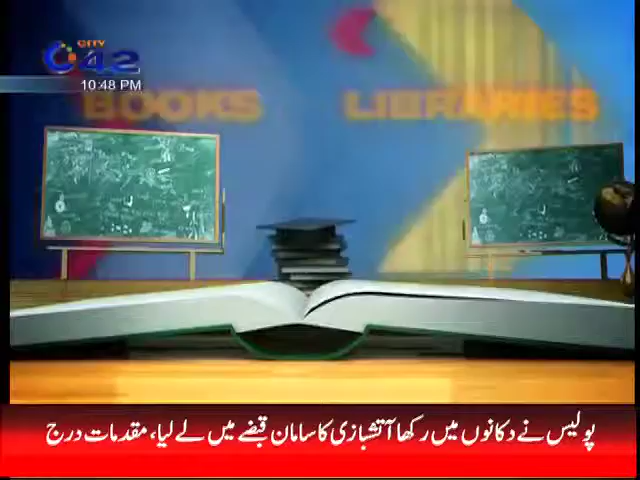 CITY
42
10:48 PM
BOOKS LIBRARIES
پولیس نے دکانوں میں رکھا آتشبازی کا سامان قبضے میں لے لیا، مقدمات درج